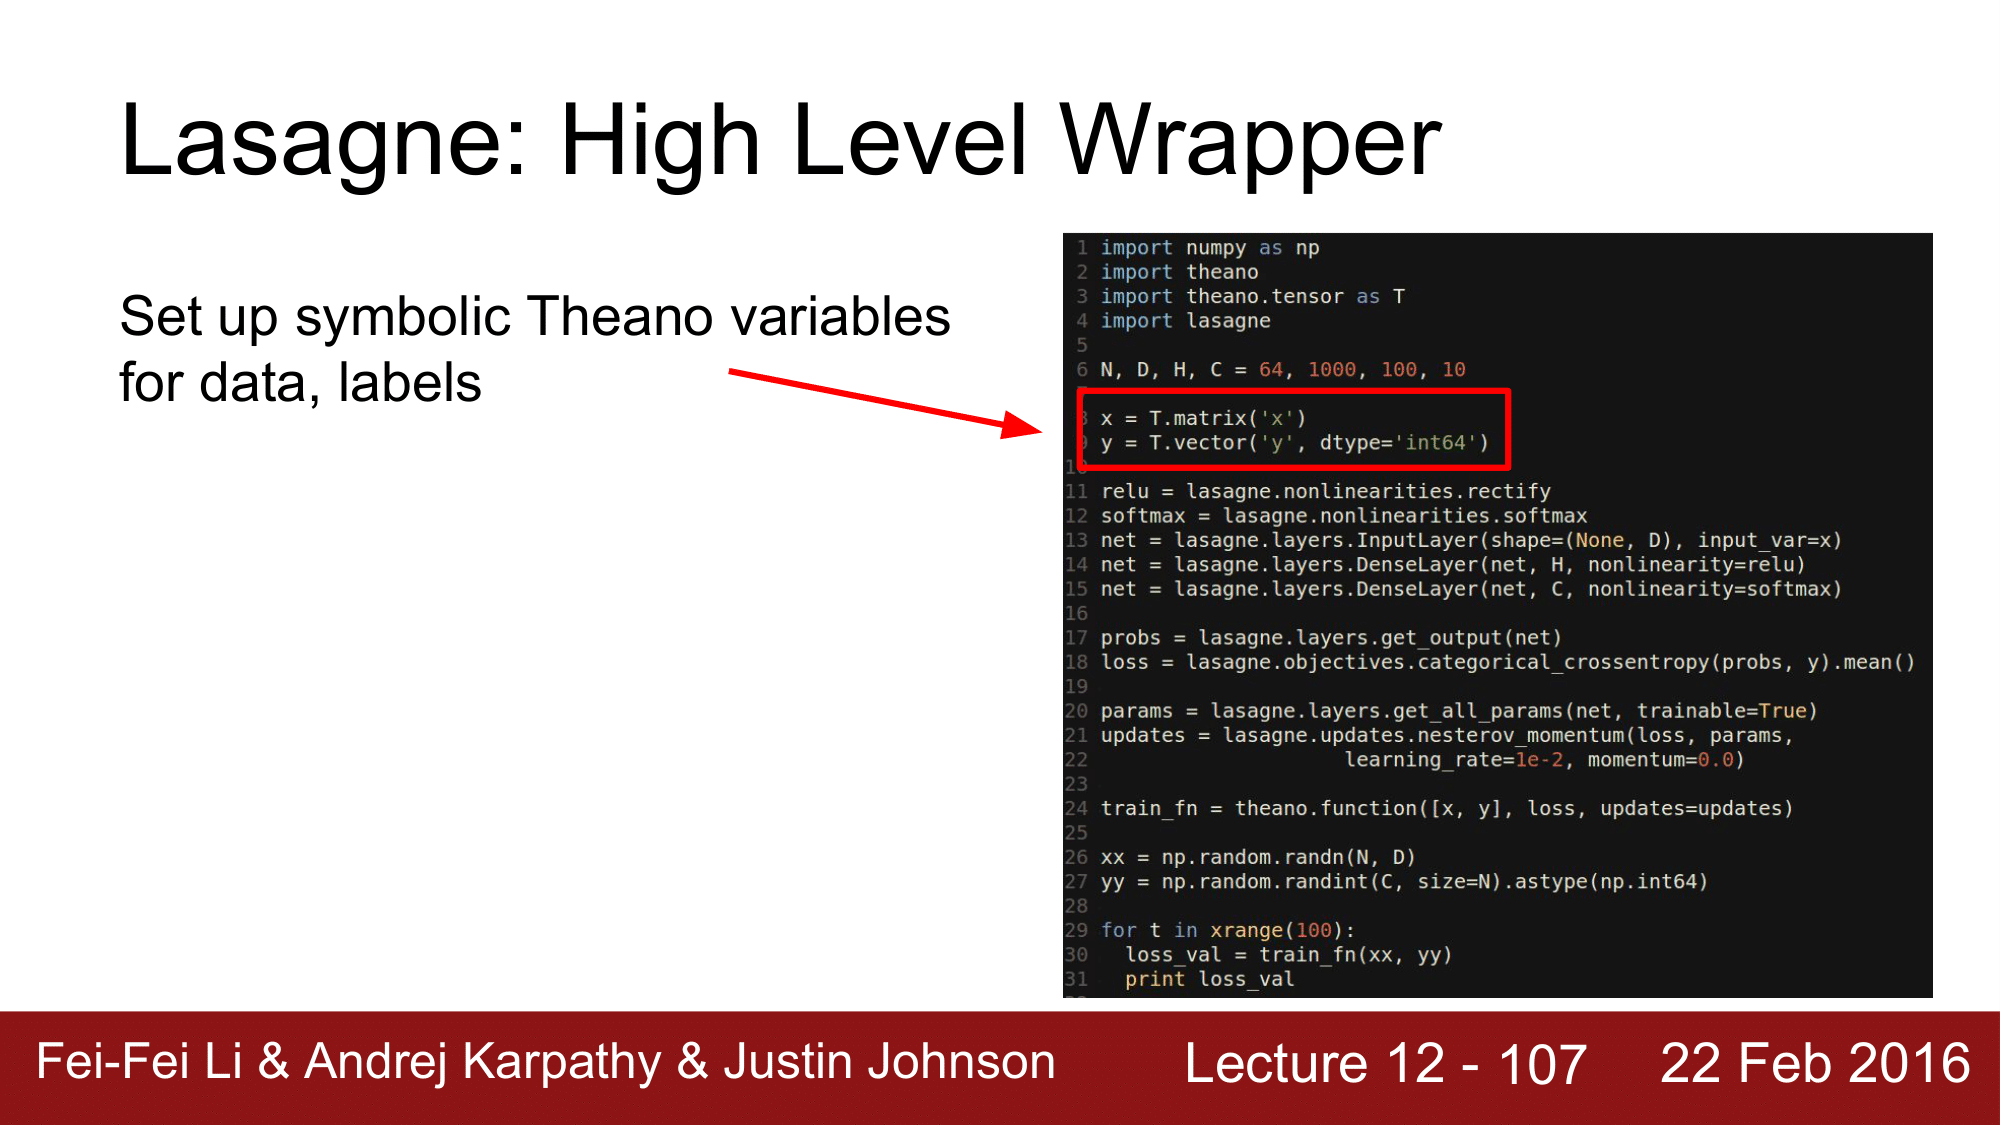 Lasagne: High Level Wrapper
Set up symbolic Theano variables
for data, labels
1 import numpy as np
2 import theano
3 import theano.tensor as T
4 import lasagne
5
6 N, D, H, C = 64, 1000, 100, 10
8 x = T.matrix('x')
9 y = T.vector('y', dtype='int64')
10
11 relu = lasagne.nonlinearities.rectify
12 softmax = lasagne.nonlinearities.softmax
13 net = lasagne.layers.InputLayer(shape=(None, D), input_var=x)
14 net = lasagne.layers.DenseLayer(net, H, nonlinearity=relu)
15 net = lasagne.layers.DenseLayer(net, C, nonlinearity=softmax)
16
17 probs = lasagne.layers.get_output(net)
18 loss = lasagne.objectives.categorical_crossentropy(probs, y).mean()
19
20 params = lasagne.layers.get_all_params(net, trainable=True)
21 updates = lasagne.updates.nesterov_momentum(loss, params,
22 learning_rate=1e-2, momentum=0.0)
23
24 train_fn = theano.function([x, y], loss, updates=updates)
25
26 xx = np.random.randn(N, D)
27 yy = np.random.randint(C, size=N).astype(np.int64)
28
29 for t in xrange(100):
30 loss_val = train_fn(xx, yy)
31 print loss_val
Fei-Fei Li & Andrej Karpathy & Justin Johnson
Lecture 12 - 107
22 Feb 2016